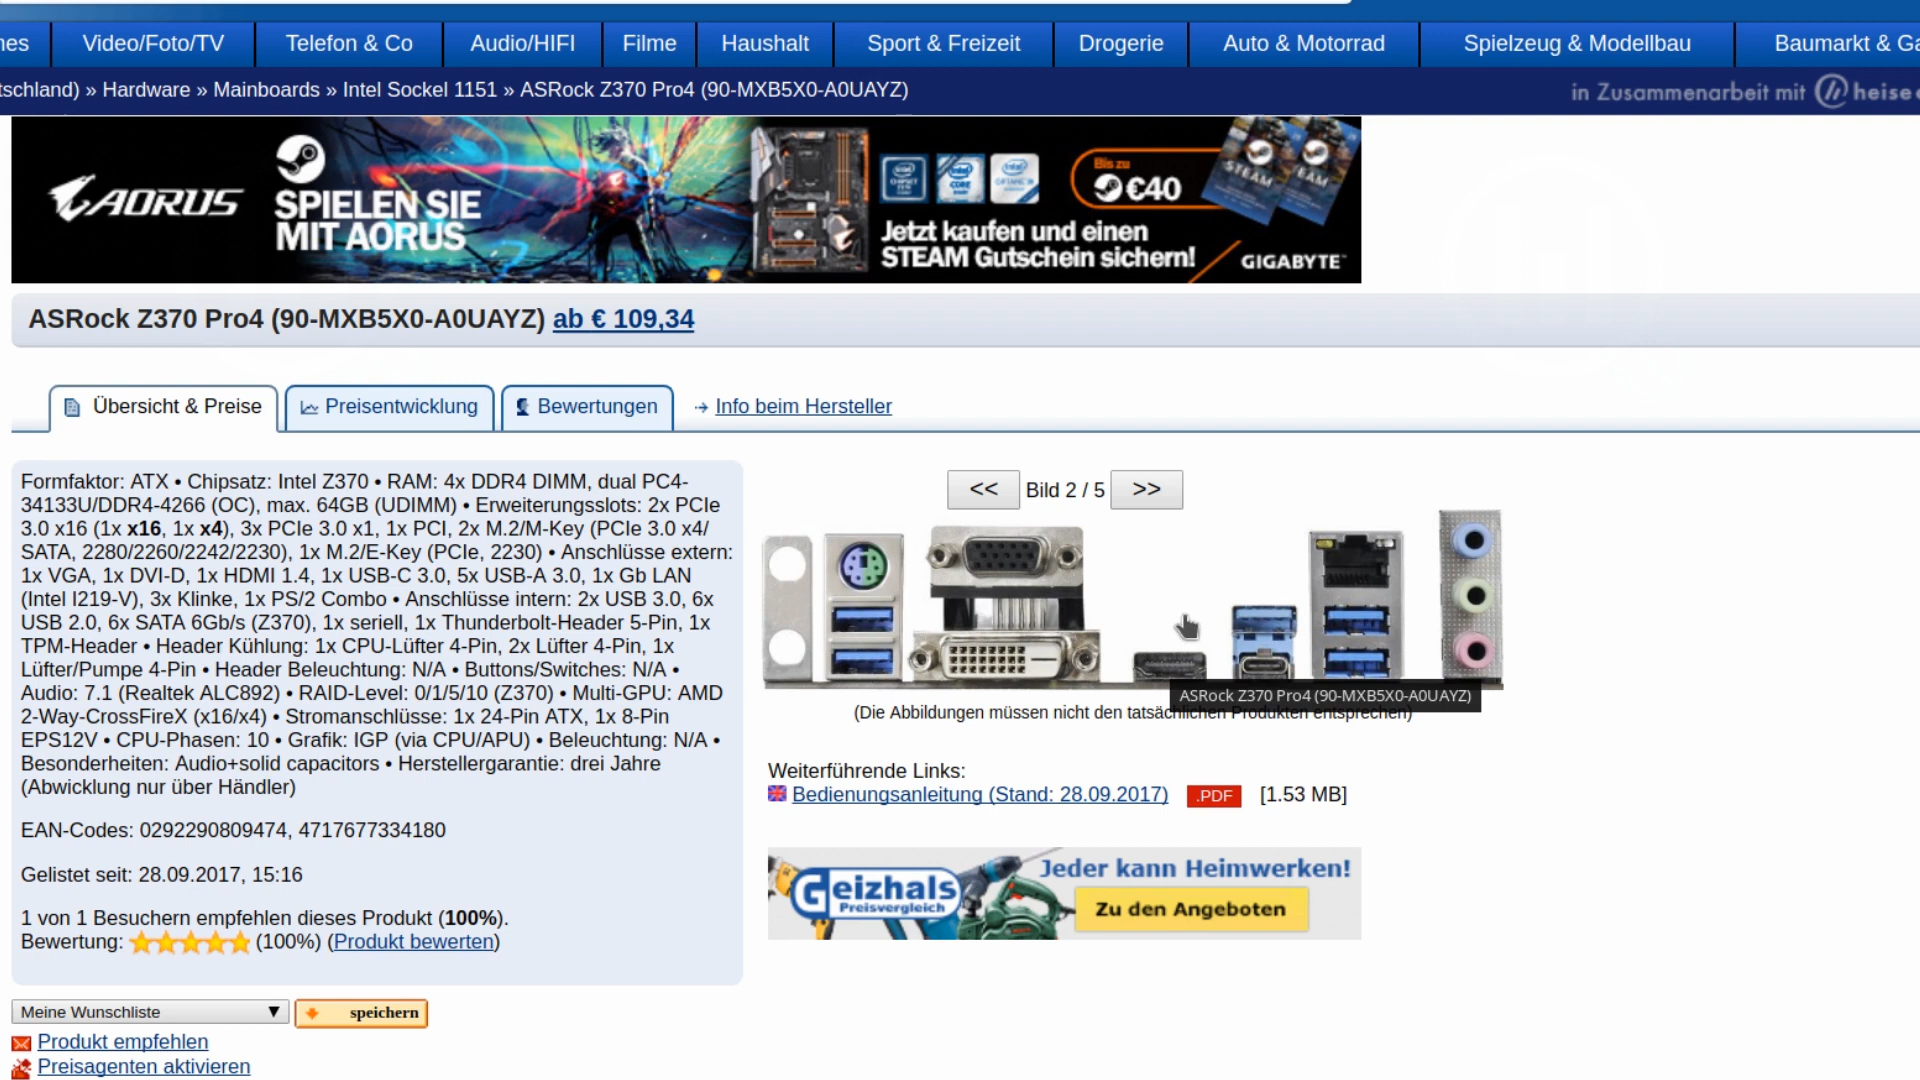 nes Video/Foto/TV Telefon & Co Audio/HIFI Filme Haushalt Sport & Freizeit Drogerie Auto & Motorrad Spielzeug & Modellbau Baumarkt & Ga
tschland) » Hardware » Mainboards » Intel Sockel 1151 » ASRock Z370 Pro4 (90-MXB5X0-A0UAYZ)
in Zusammenarbeit mit heise
AORUS
SPIELEN SIE
MIT AORUS
Bis zu
€40
STEAM
Jetzt kaufen und einen
STEAM Gutschein sichern!
GIGABYTE
ASRock Z370 Pro4 (90-MXB5X0-A0UAYZ) ab € 109,34
Übersicht & Preise Preisentwicklung Bewertungen Info beim Hersteller
Formfaktor: ATX • Chipsatz: Intel Z370 • RAM: 4x DDR4 DIMM, dual PC4-
34133U/DDR4-4266 (OC), max. 64GB (UDIMM) • Erweiterungsslots: 2x PCIe
3.0 x16 (1x x16, 1x x4), 3x PCIe 3.0 x1, 1x PCI, 2x M.2/M-Key (PCIe 3.0 x4/
SATA, 2280/2260/2242/2230), 1x M.2/E-Key (PCIe, 2230) • Anschlüsse extern:
1x VGA, 1x DVI-D, 1x HDMI 1.4, 1x USB-C 3.0, 5x USB-A 3.0, 1x Gb LAN
(Intel I219-V), 3x Klinke, 1x PS/2 Combo • Anschlüsse intern: 2x USB 3.0, 6x
USB 2.0, 6x SATA 6Gb/s (Z370), 1x seriell, 1x Thunderbolt-Header 5-Pin, 1x
TPM-Header • Header Kühlung: 1x CPU-Lüfter 4-Pin, 2x Lüfter 4-Pin, 1x
Lüfter/Pumpe 4-Pin • Header Beleuchtung: N/A • Buttons/Switches: N/A •
Audio: 7.1 (Realtek ALC892) • RAID-Level: 0/1/5/10 (Z370) • Multi-GPU: AMD
2-Way-CrossFireX (x16/x4) • Stromanschlüsse: 1x 24-Pin ATX, 1x 8-Pin
EPS12V • CPU-Phasen: 10 • Grafik: IGP (via CPU/APU) • Beleuchtung: N/A •
Besonderheiten: Audio+solid capacitors • Herstellergarantie: drei Jahre
(Abwicklung nur über Händler)
EAN-Codes: 0292290809474, 4717677334180
Gelistet seit: 28.09.2017, 15:16
1 von 1 Besuchern empfehlen dieses Produkt (100%).
Bewertung: (100%) (Produkt bewerten)
<< Bild 2 / 5 >>
ASRock Z370 Pro4 (90-MXB5X0-A0UAYZ)
(Die Abbildungen müssen nicht den tatsächlichen Produkten entsprechen)
Weiterführende Links:
Bedienungsanleitung (Stand: 28.09.2017) .PDF [1.53 MB]
Geizhals
Preisvergleich
Jeder kann Heimwerken!
Zu den Angeboten
Meine Wunschliste ▼ speichern
Produkt empfehlen
Preisagenten aktivieren